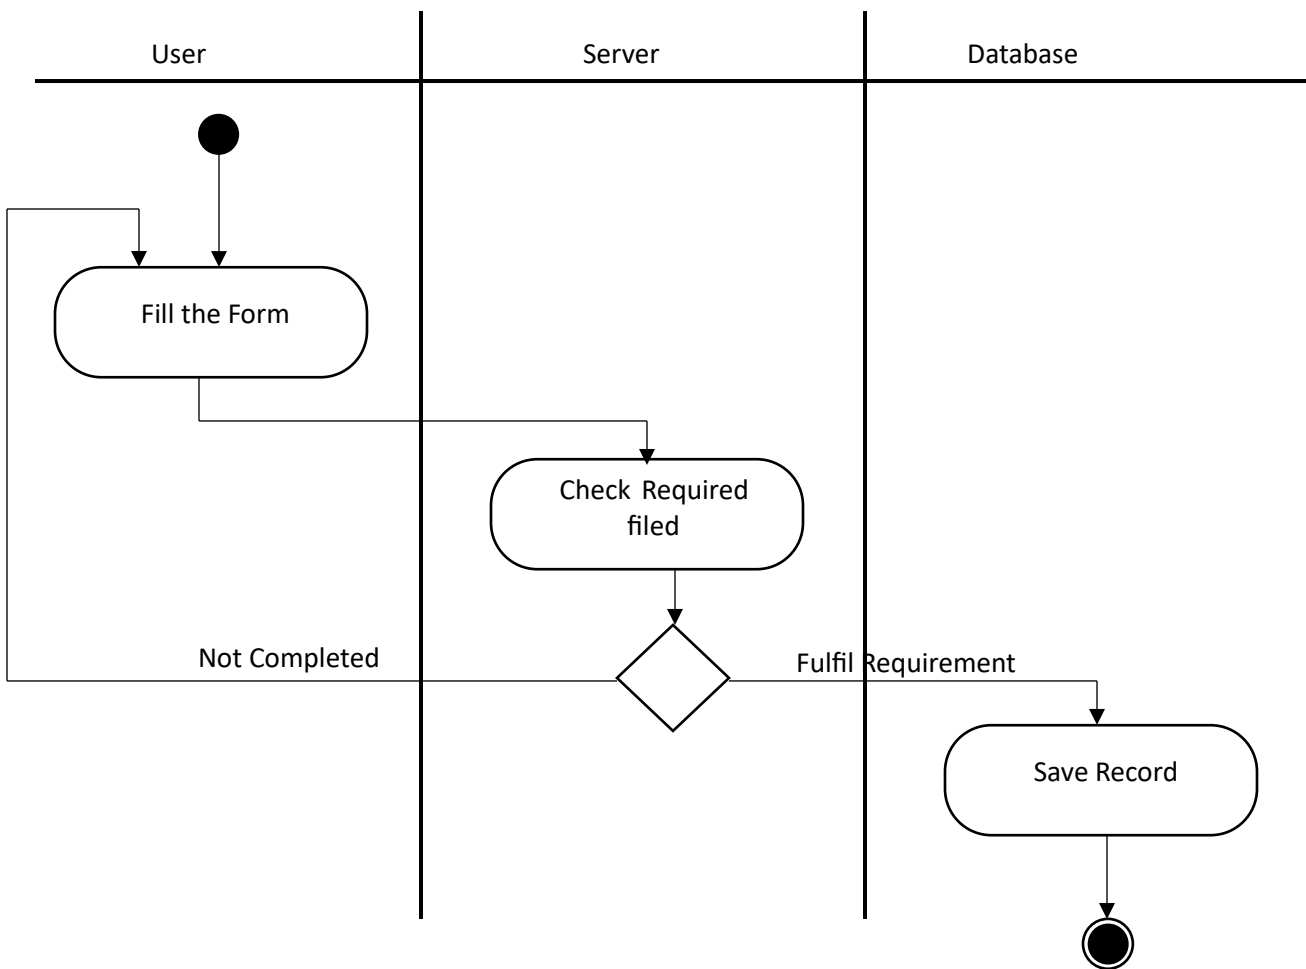 User
Server
Database
Fill the Form
Check Required
filed
Not Completed
Fulfil Requirement
Save Record